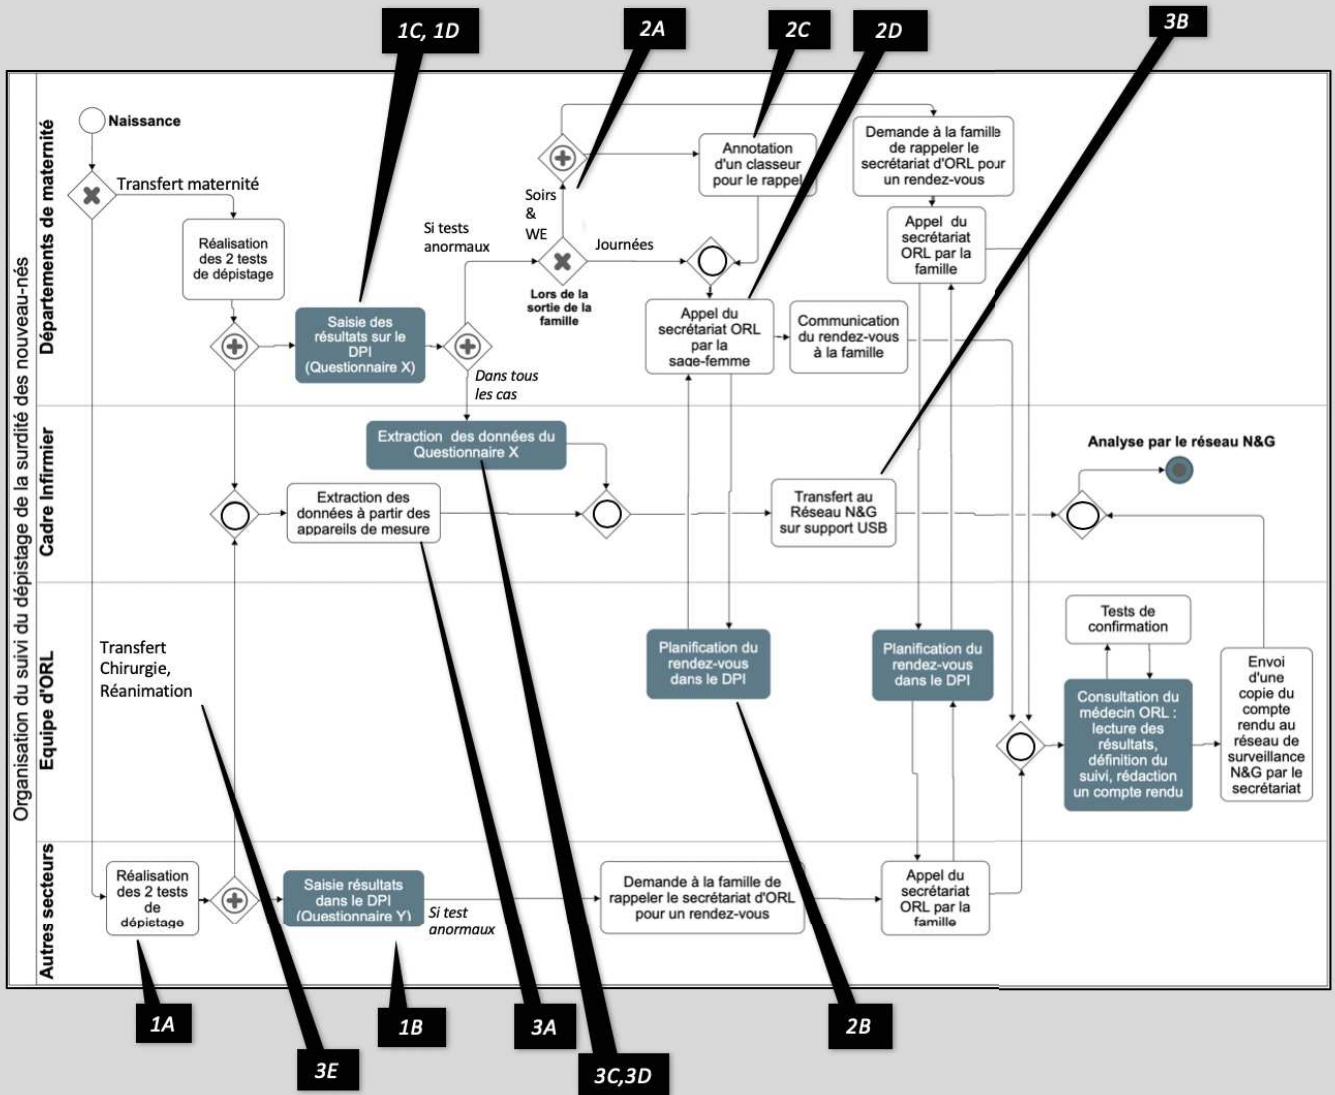 1C, 1D
2A
2C
2D
3B
Organisation du suivi du dépistage de la surdité des nouveau-nés
Départements de maternité
Naissance
Transfert maternité
Réalisation
des 2 tests
de dépistage
Saisie des
résultats sur le
DPI
(Questionnaire X)
Si tests
anormaux
Dans tous
les cas
Soirs
&
WE
Journées
Lors de la
sortie de la
famille
Annotation
d'un classeur
pour le rappel
Appel du
secrétariat ORL
par la
sage-femme
Communication
du rendez-vous
à la famille
Demande à la famille
de rappeler le
secrétariat d'ORL pour
un rendez-vous
Appel du
secrétariat
ORL par la
famille
Cadre Infirmier
Extraction des données du
Questionnaire X
Extraction des
données à partir des
appareils de mesure
Transfert au
Réseau N&G
sur support USB
Analyse par le réseau N&G
Equipe d'ORL
Transfert
Chirurgie,
Réanimation
Planification du
rendez-vous
dans le DPI
Planification du
rendez-vous
dans le DPI
Tests de
confirmation
Consultation du
médecin ORL :
lecture des
résultats,
définition du
suivi, rédaction
un compte rendu
Envoi
d'une
copie du
compte
rendu au
réseau de
surveillance
N&G par le
secrétariat
Autres secteurs
Réalisation
des 2 tests
de
dépistage
Saisie résultats
dans le DPI
(Questionnaire Y)
Si test
anormaux
Demande à la famille de
rappeler le secrétariat d'ORL
pour un rendez-vous
Appel du
secrétariat
ORL par la
famille
1A
3E
1B
3A
3C,3D
2B